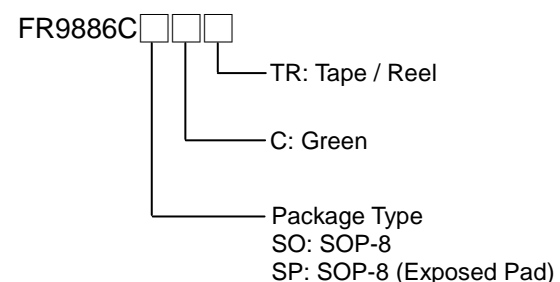 FR9886C□□□
TR: Tape / Reel
C: Green
Package Type
SO: SOP-8
SP: SOP-8 (Exposed Pad)